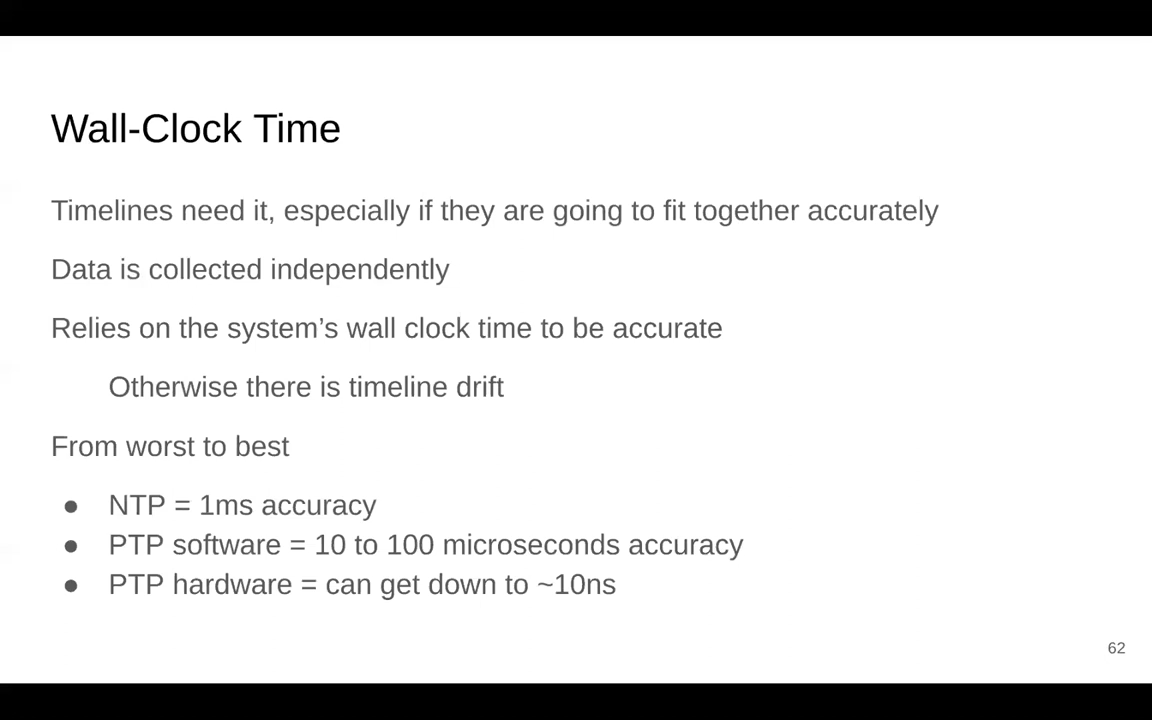 Wall-Clock Time
Timelines need it, especially if they are going to fit together accurately
Data is collected independently
Relies on the system’s wall clock time to be accurate
Otherwise there is timeline drift
From worst to best
● NTP = 1ms accuracy
● PTP software = 10 to 100 microseconds accuracy
● PTP hardware = can get down to ~10ns
62